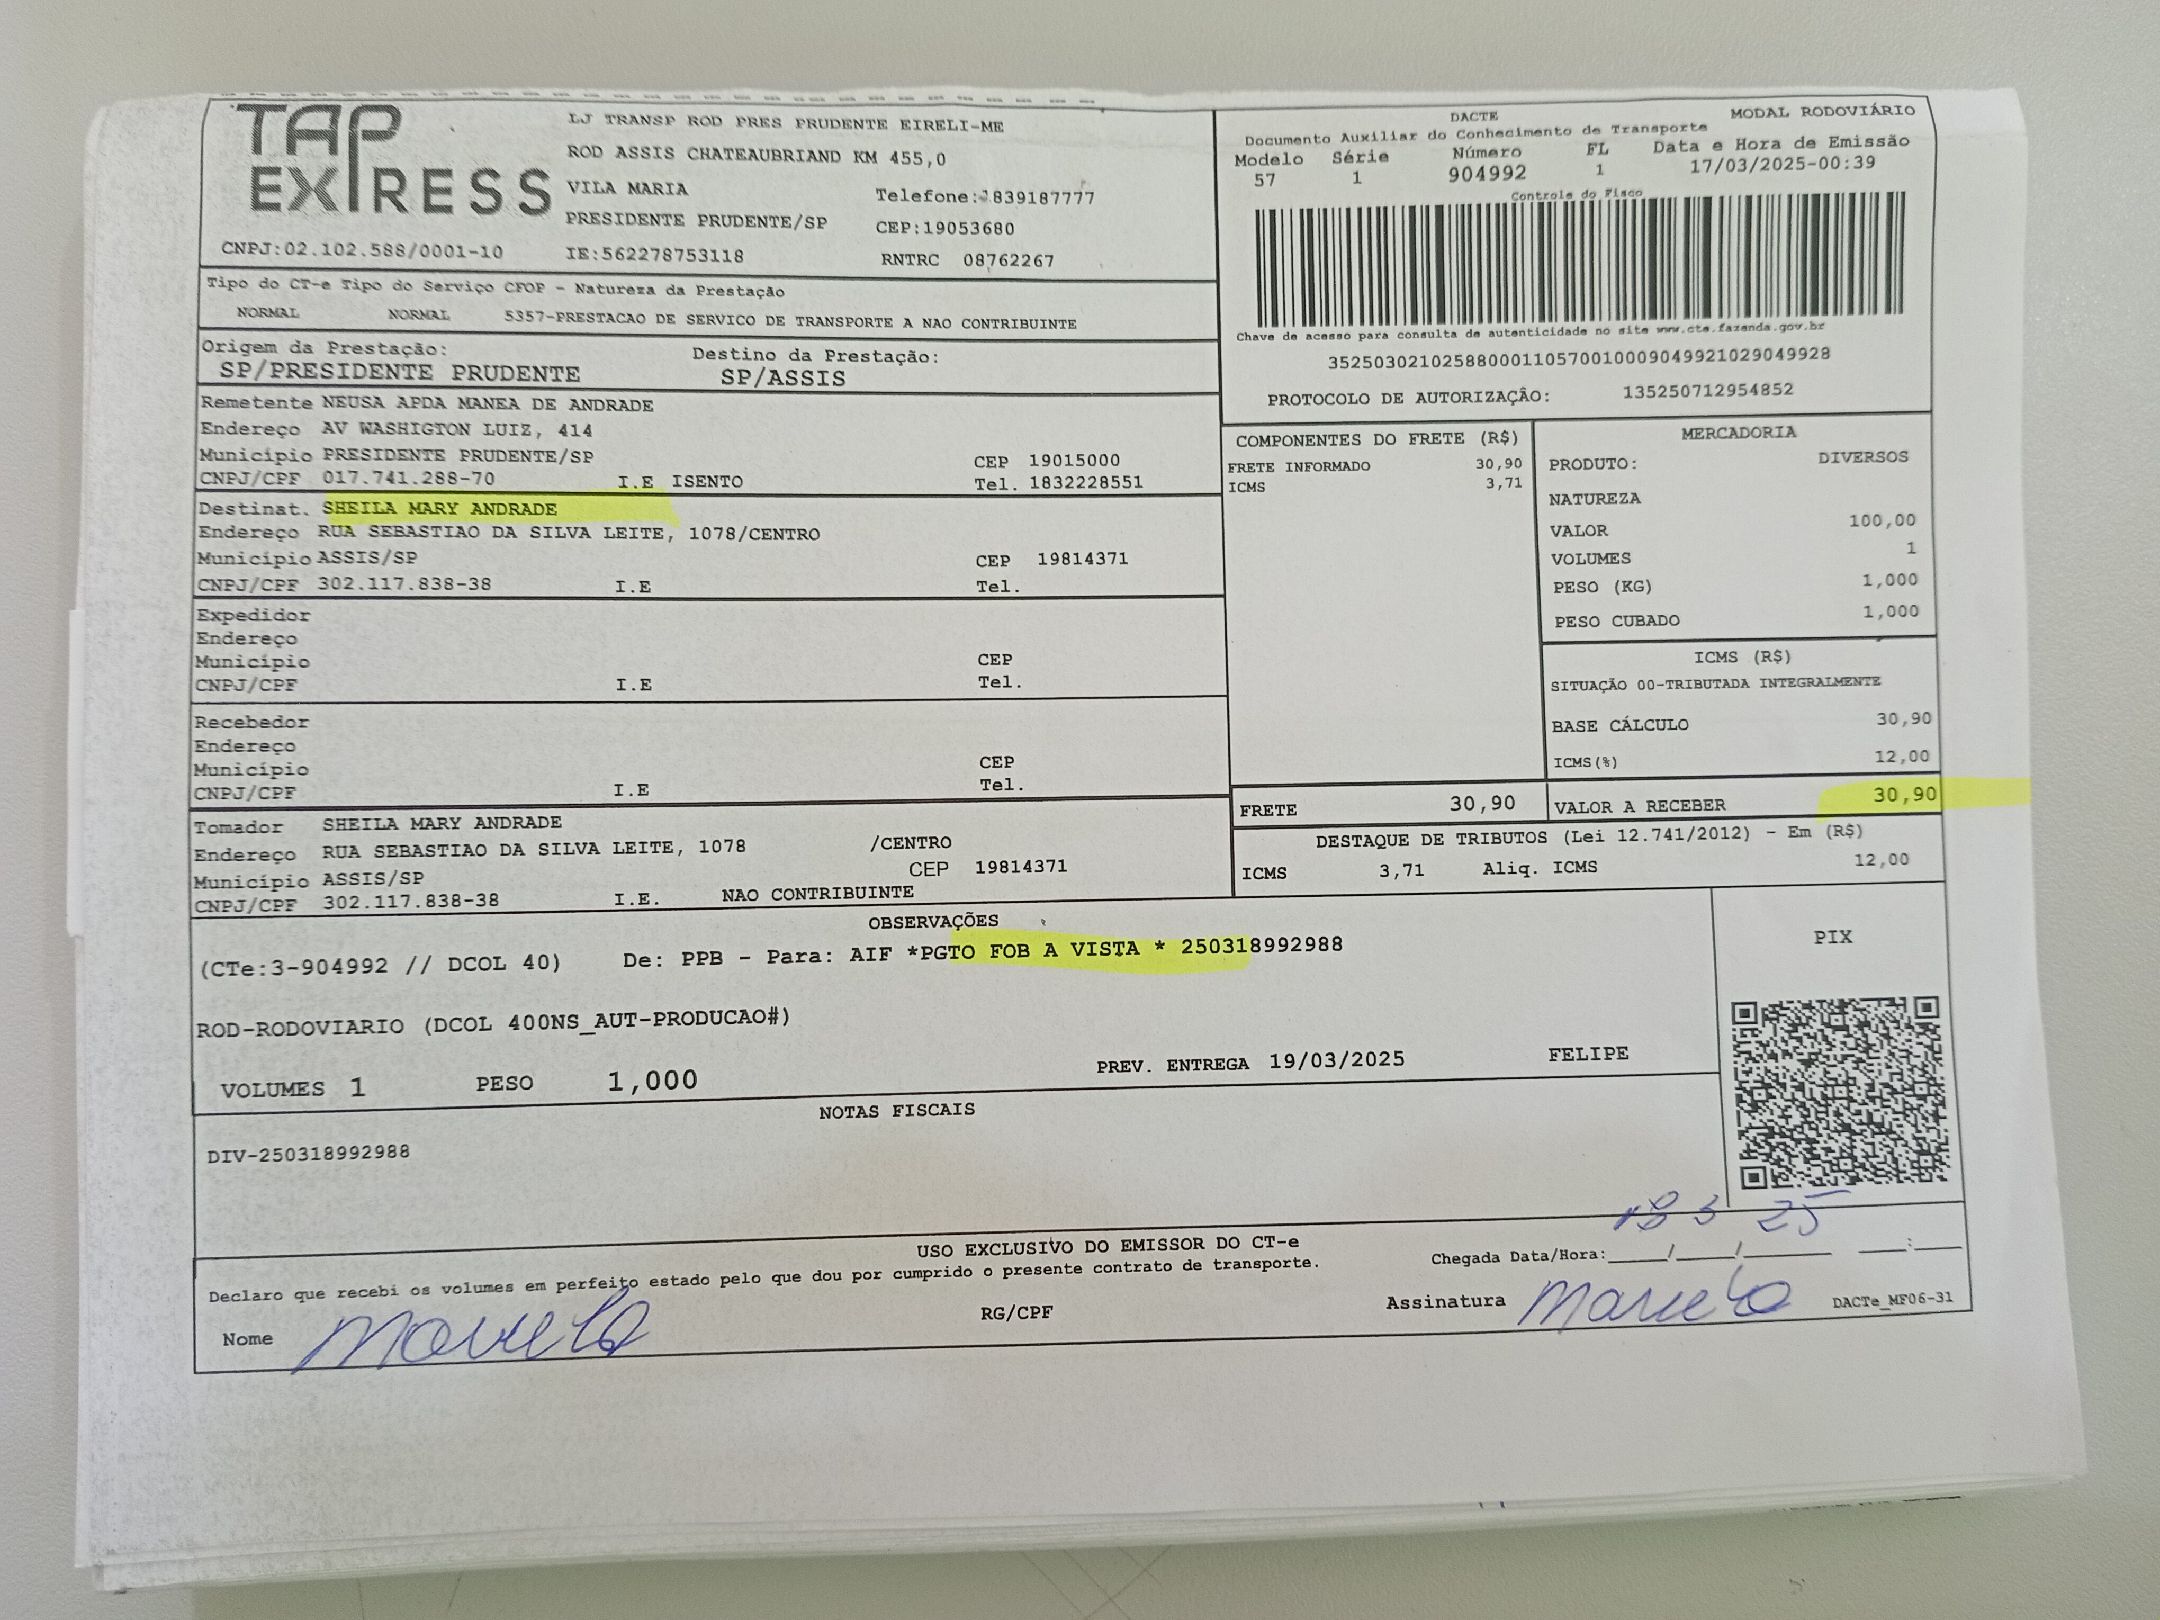 TAP EXPRESS
LJ TRANSP ROD PRES PRUDENTE EIRELI-ME
ROD ASSIS CHATEAUBRIAND KM 455,0
VILA MARIA
Telefone: 1839187777
PRESIDENTE PRUDENTE/SP
CEP:19053680
CNPJ:02.102.588/0001-10
IE:562278753118
RNTRC 08762267
DACTE
MODAL RODOVIÁRIO
Documento Auxiliar do Conhecimento de Transporte
Modelo Série Número FL Data e Hora de Emissão
57 1 904992 1 17/03/2025-00:39
Controle do Fisco
Chave de acesso para consulta de autenticidade no site www.cte.fazenda.gov.br
35250302102588000110570010009049921029049928
PROTOCOLO DE AUTORIZAÇÂO: 135250712954852
Tipo do CT-e Tipo do Serviço CFOP - Natureza da Prestação
NORMAL NORMAL 5357-PRESTACAO DE SERVICO DE TRANSPORTE A NAO CONTRIBUINTE
Origem da Prestação: Destino da Prestação:
SP/PRESIDENTE PRUDENTE SP/ASSIS
Remetente NEUSA APDA MANEA DE ANDRADE
Endereço AV WASHIGTON LUIZ, 414
Município PRESIDENTE PRUDENTE/SP CEP 19015000
CNPJ/CPF 017.741.288-70 I.E ISENTO Tel. 1832228551
Destinat. SHEILA MARY ANDRADE
Endereço RUA SEBASTIAO DA SILVA LEITE, 1078/CENTRO
Município ASSIS/SP CEP 19814371
CNPJ/CPF 302.117.838-38 I.E Tel.
Expedidor
Endereço
Município CEP
CNPJ/CPF I.E Tel.
Recebedor
Endereço
Município CEP
CNPJ/CPF I.E Tel.
Tomador SHEILA MARY ANDRADE
Endereço RUA SEBASTIAO DA SILVA LEITE, 1078 /CENTRO
Município ASSIS/SP CEP 19814371
CNPJ/CPF 302.117.838-38 I.E. NAO CONTRIBUINTE
COMPONENTES DO FRETE (R$)
FRETE INFORMADO 30,90
ICMS 3,71
MERCADORIA
PRODUTO: DIVERSOS
NATUREZA
VALOR 100,00
VOLUMES 1
PESO (KG) 1,000
PESO CUBADO 1,000
ICMS (R$)
SITUAÇÃO 00-TRIBUTADA INTEGRALMENTE
BASE CÁLCULO 30,90
ICMS(%) 12,00
FRETE 30,90 VALOR A RECEBER 30,90
DESTAQUE DE TRIBUTOS (Lei 12.741/2012) - Em (R$)
ICMS 3,71 Aliq. ICMS 12,00
OBSERVAÇÕES
(CTe:3-904992 // DCOL 40) De: PPB - Para: AIF *PGTO FOB A VISTA * 250318992988
ROD-RODOVIARIO (DCOL 400NS_AUT-PRODUCAO#)
VOLUMES 1 PESO 1,000 PREV. ENTREGA 19/03/2025 FELIPE
PIX
NOTAS FISCAIS
DIV-250318992988
USO EXCLUSIVO DO EMISSOR DO CT-e
Declaro que recebi os volumes em perfeito estado pelo que dou por cumprido o presente contrato de transporte.
3 25
Chegada Data/Hora:____/____/______ ___:___
Nome RG/CPF Assinatura
DACTe_MF06-31